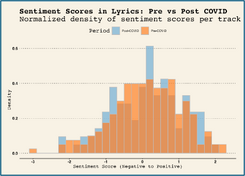 Sentiment Scores in Lyrics: Pre vs Post COVID
Normalized density of sentiment scores per track
Period PostCOVID PreCOVID
Density
0.6
0.4
0.2
0.0
-3 -2 -1 0 1 2
Sentiment Score (Negative to Positive)